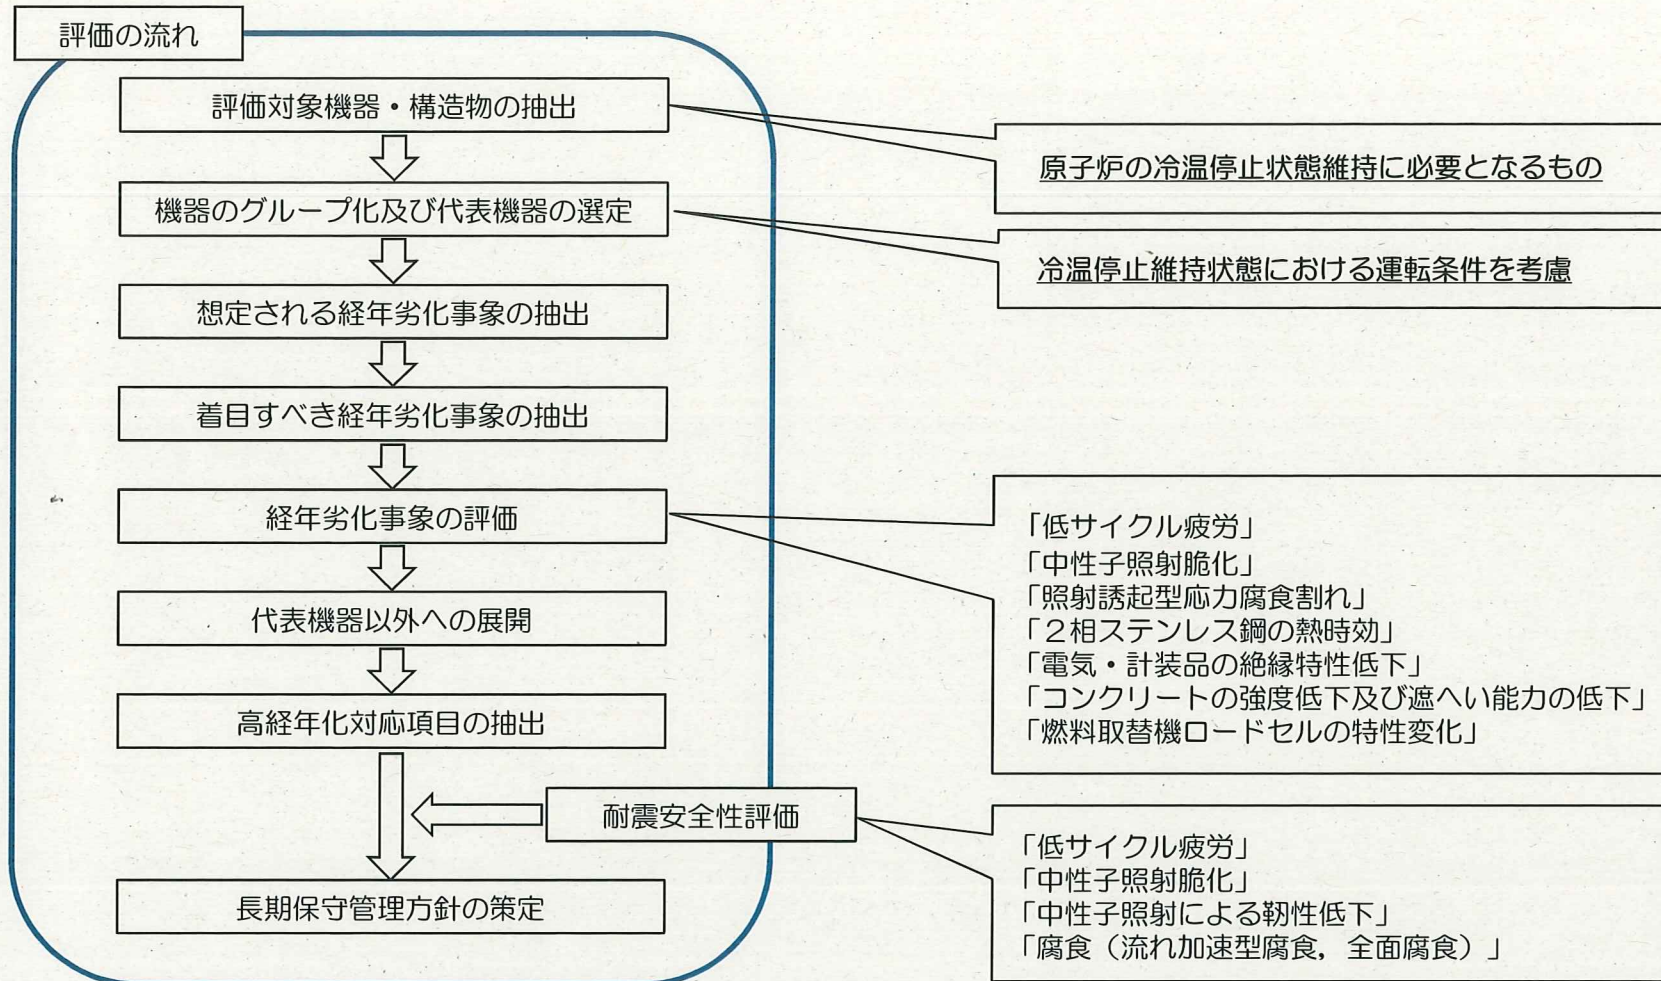 評価の流れ
評価対象機器・構造物の抽出
原子炉の冷温停止状態維持に必要となるもの
機器のグループ化及び代表機器の選定
冷温停止維持状態における運転条件を考慮
想定される経年劣化事象の抽出
着目すべき経年劣化事象の抽出
経年劣化事象の評価
「低サイクル疲労」
「中性子照射脆化」
「照射誘起型応力腐食割れ」
「２相ステンレス鋼の熱時効」
「電気・計装品の絶縁特性低下」
「コンクリートの強度低下及び遮へい能力の低下」
「燃料取替機ロードセルの特性変化」
代表機器以外への展開
高経年化対応項目の抽出
耐震安全性評価
「低サイクル疲労」
「中性子照射脆化」
「中性子照射による靭性低下」
「腐食（流れ加速型腐食，全面腐食）」
長期保守管理方針の策定